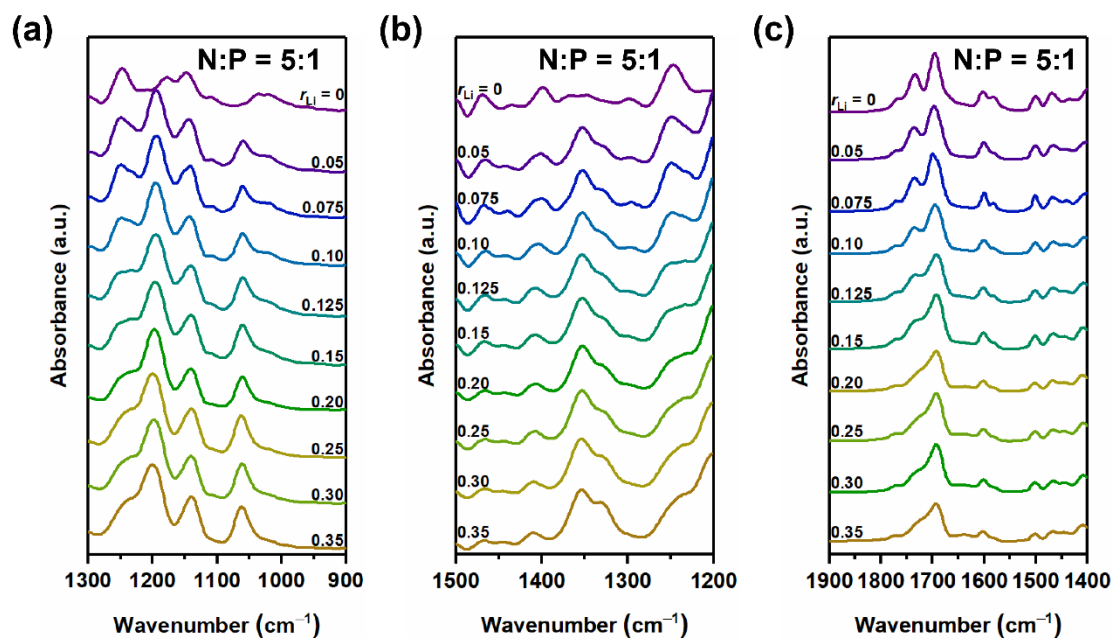 (a)
N:P = 5:1
r_Li = 0
0.05
0.075
0.10
0.125
0.15
0.20
0.25
0.30
0.35
Absorbance (a.u.)
1300 1200 1100 1000 900
Wavenumber (cm⁻¹)
(b)
N:P = 5:1
r_Li = 0
0.05
0.075
0.10
0.125
0.15
0.20
0.25
0.30
0.35
Absorbance (a.u.)
1500 1400 1300 1200
Wavenumber (cm⁻¹)
(c)
N:P = 5:1
r_Li = 0
0.05
0.075
0.10
0.125
0.15
0.20
0.25
0.30
0.35
Absorbance (a.u.)
1900 1800 1700 1600 1500 1400
Wavenumber (cm⁻¹)